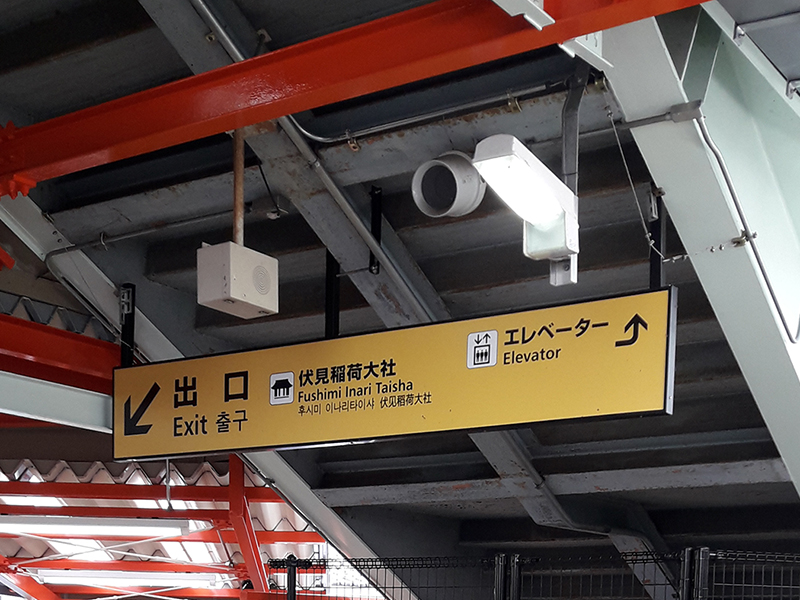 出口
Exit 출구
伏見稲荷大社
Fushimi Inari Taisha
후시미 이나리타이샤 伏见稻荷大社
エレベーター
Elevator